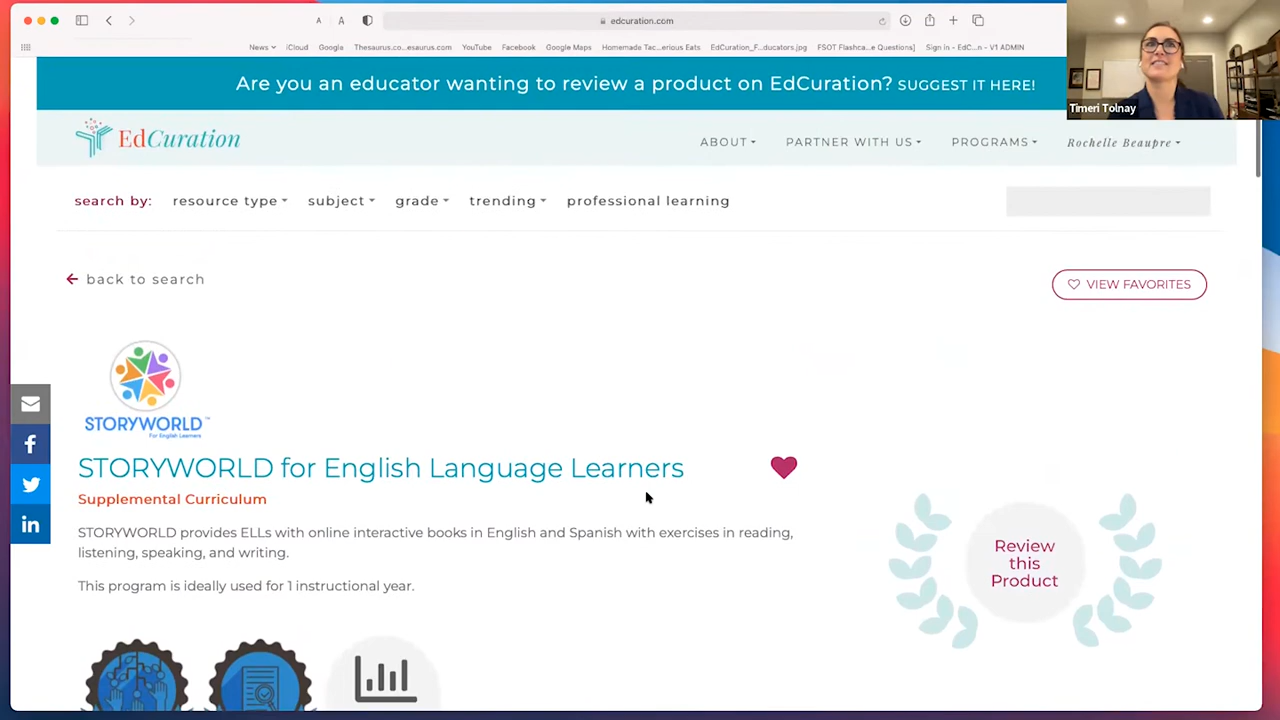 edcuration.com
News
iCloud
Google
Thesaurus.co...esaurus.com
YouTube
Facebook
Google Maps
Homemade Tac...erious Eats
EdCuration_F...ducators.jpg
FSOT Flashca...e Questions]
Sign in - EdC...n - V1 ADMIN
Timeri Tolnay
Are you an educator wanting to review a product on EdCuration? SUGGEST IT HERE!
EdCuration
ABOUT
PARTNER WITH US
PROGRAMS
Rochelle Beaupre
search by:
resource type
subject
grade
trending
professional learning
back to search
VIEW FAVORITES
STORYWORLD™
For English Learners
STORYWORLD for English Language Learners
Supplemental Curriculum
STORYWORLD provides ELLs with online interactive books in English and Spanish with exercises in reading,
listening, speaking, and writing.
This program is ideally used for 1 instructional year.
Review
this
Product